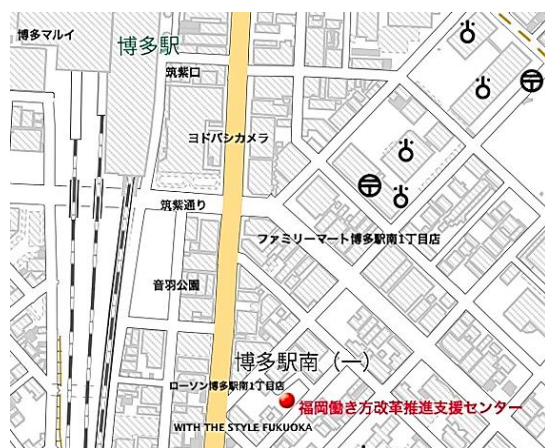 博多マルイ
博多駅
筑紫口
ヨドバシカメラ
筑紫通り
ファミリーマート博多駅南1丁目店
音羽公園
博多駅南（一）
ローソン博多駅南1丁目店
福岡働き方改革推進支援センター
WITH THE STYLE FUKUOKA